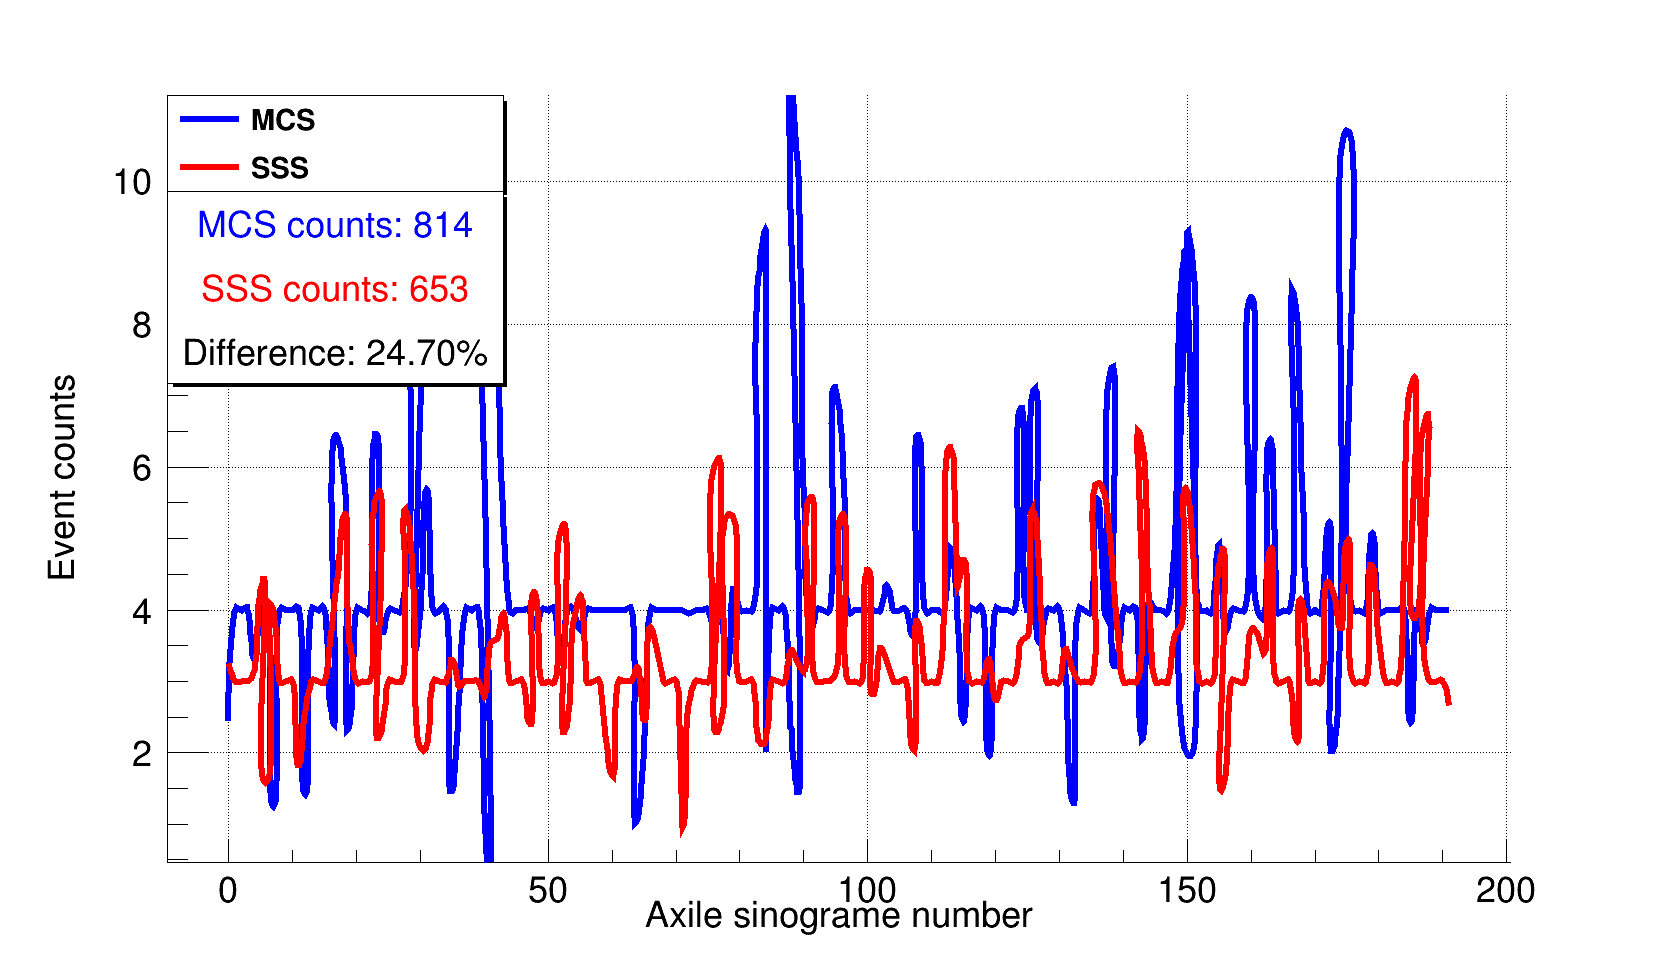 MCS
SSS
MCS counts: 814
SSS counts: 653
Difference: 24.70%
Event counts
10
8
6
4
2
0 50 100 150 200
Axile sinograme number